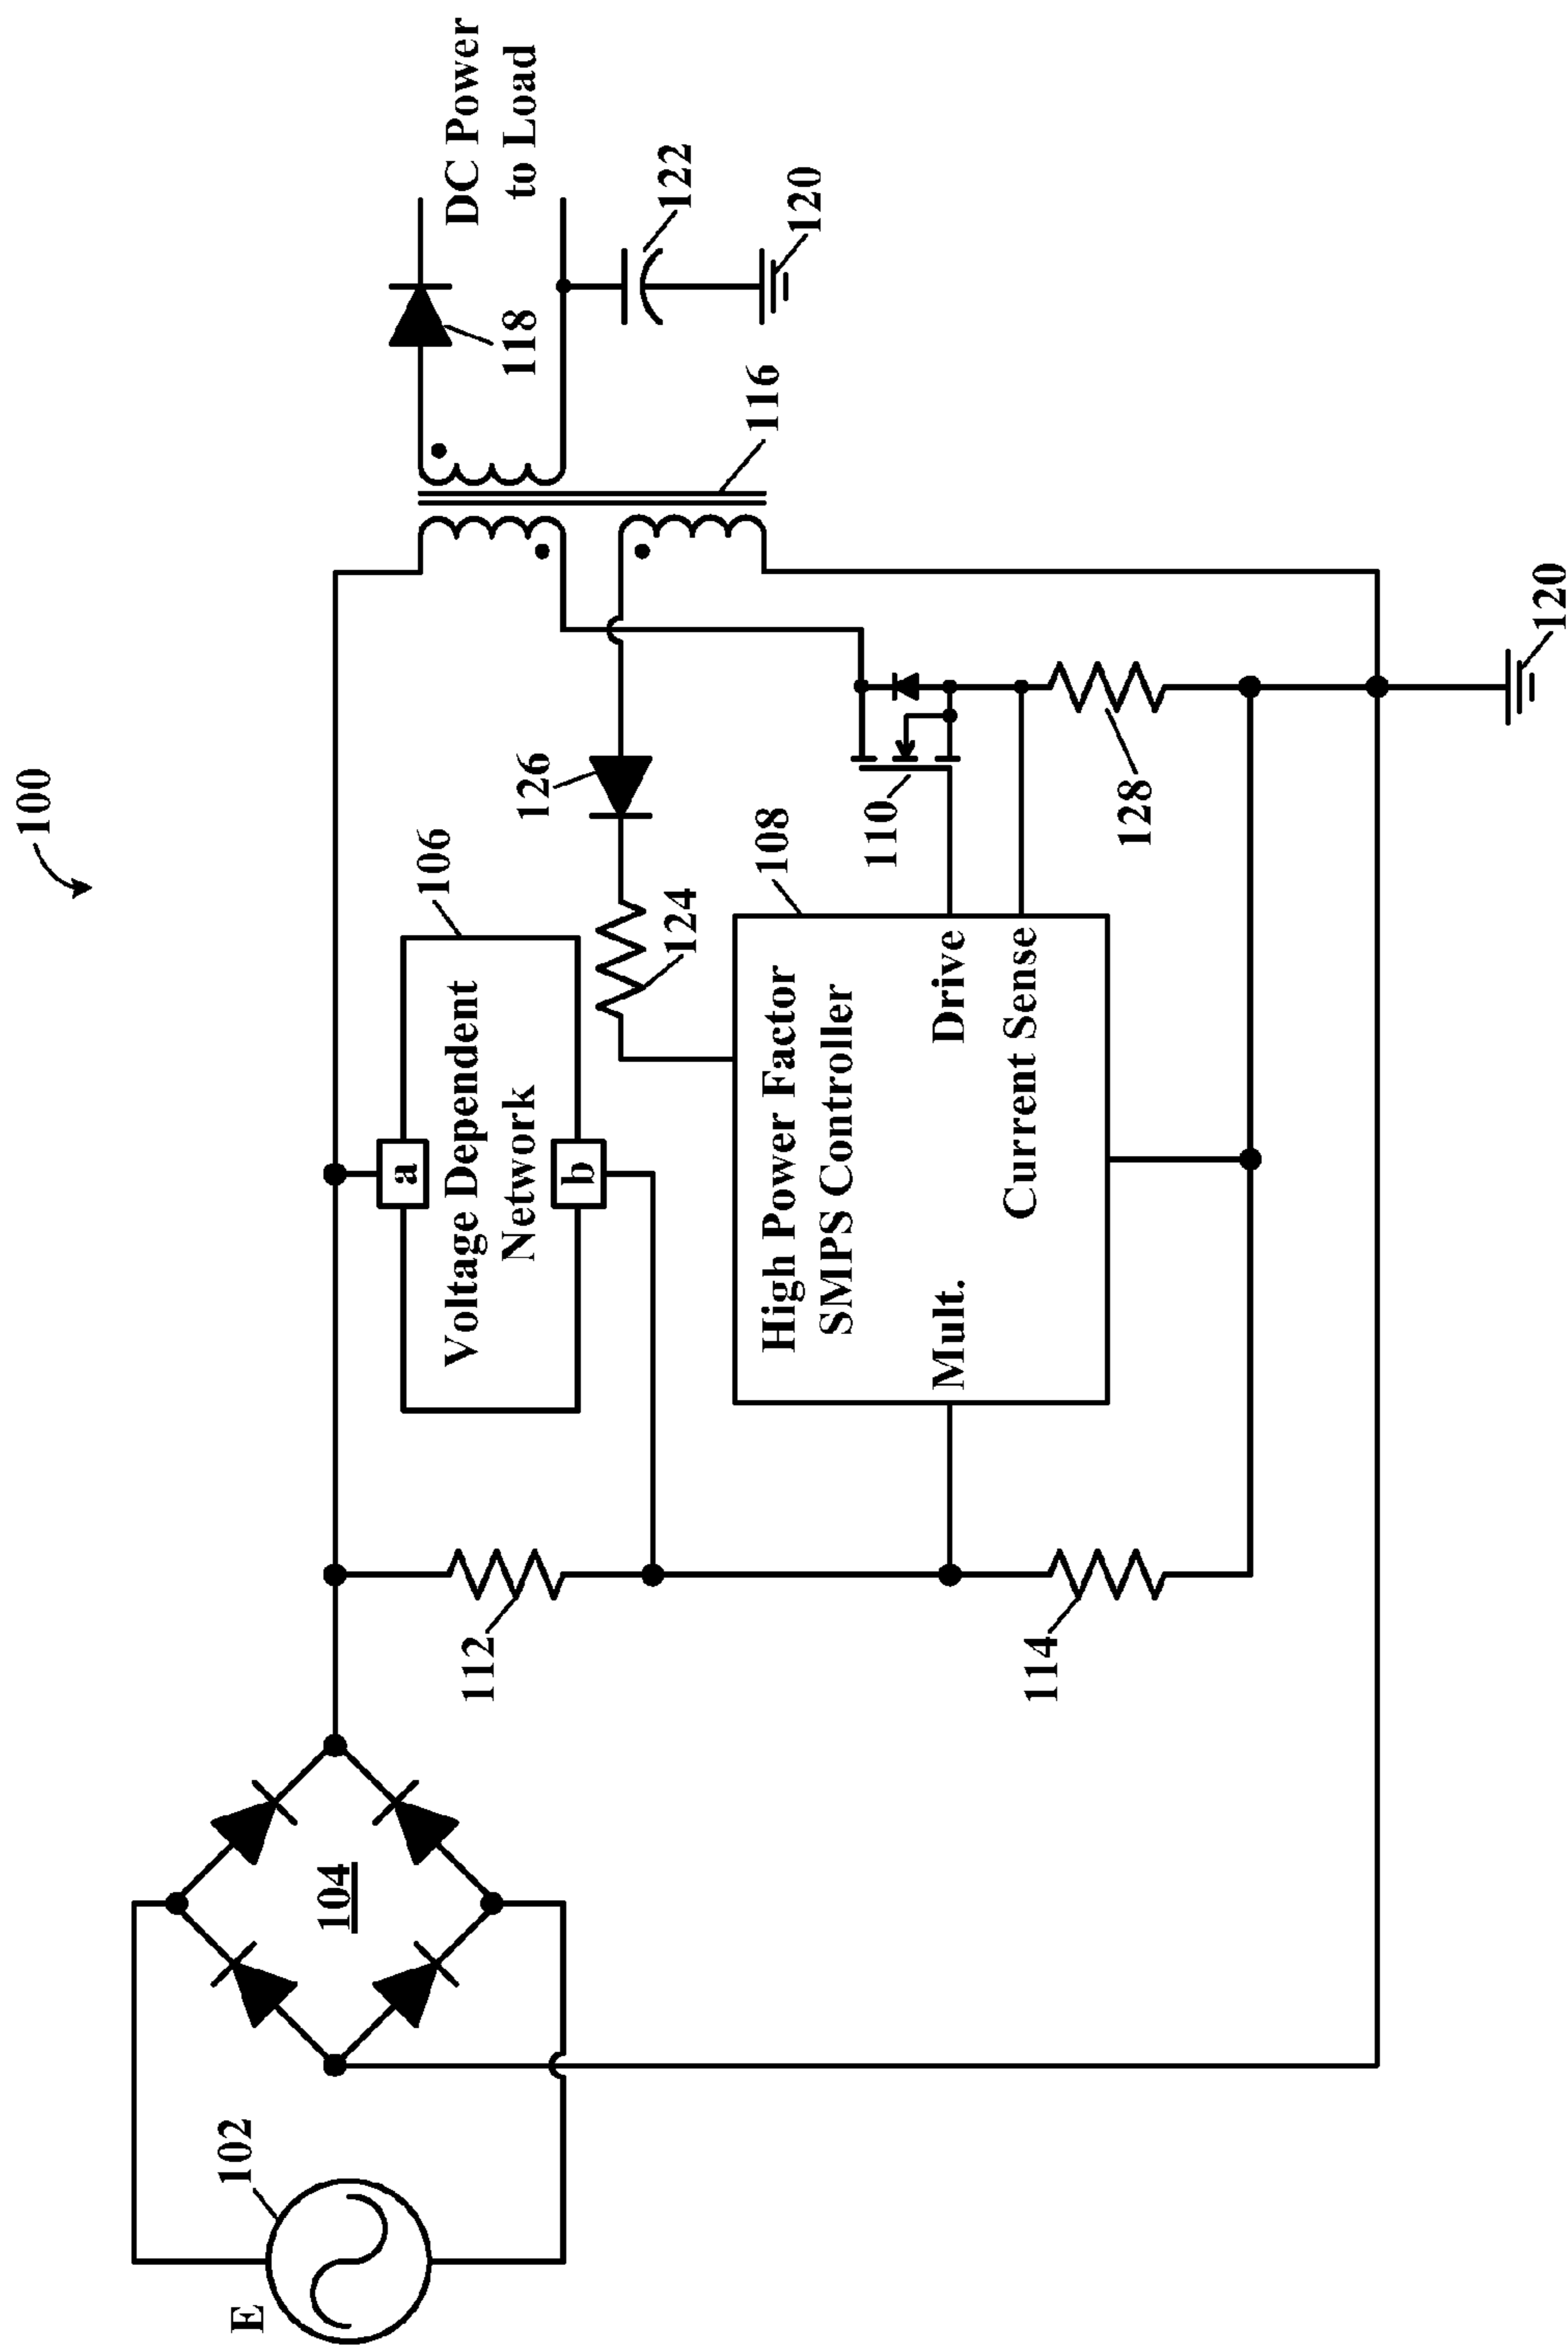 100
E
102
104
112
114
106
a
Voltage Dependent
Network
b
126
124
108
High Power Factor
SMPS Controller
Mult.
Drive
Current Sense
110
128
116
118
DC Power
to Load
122
120
120